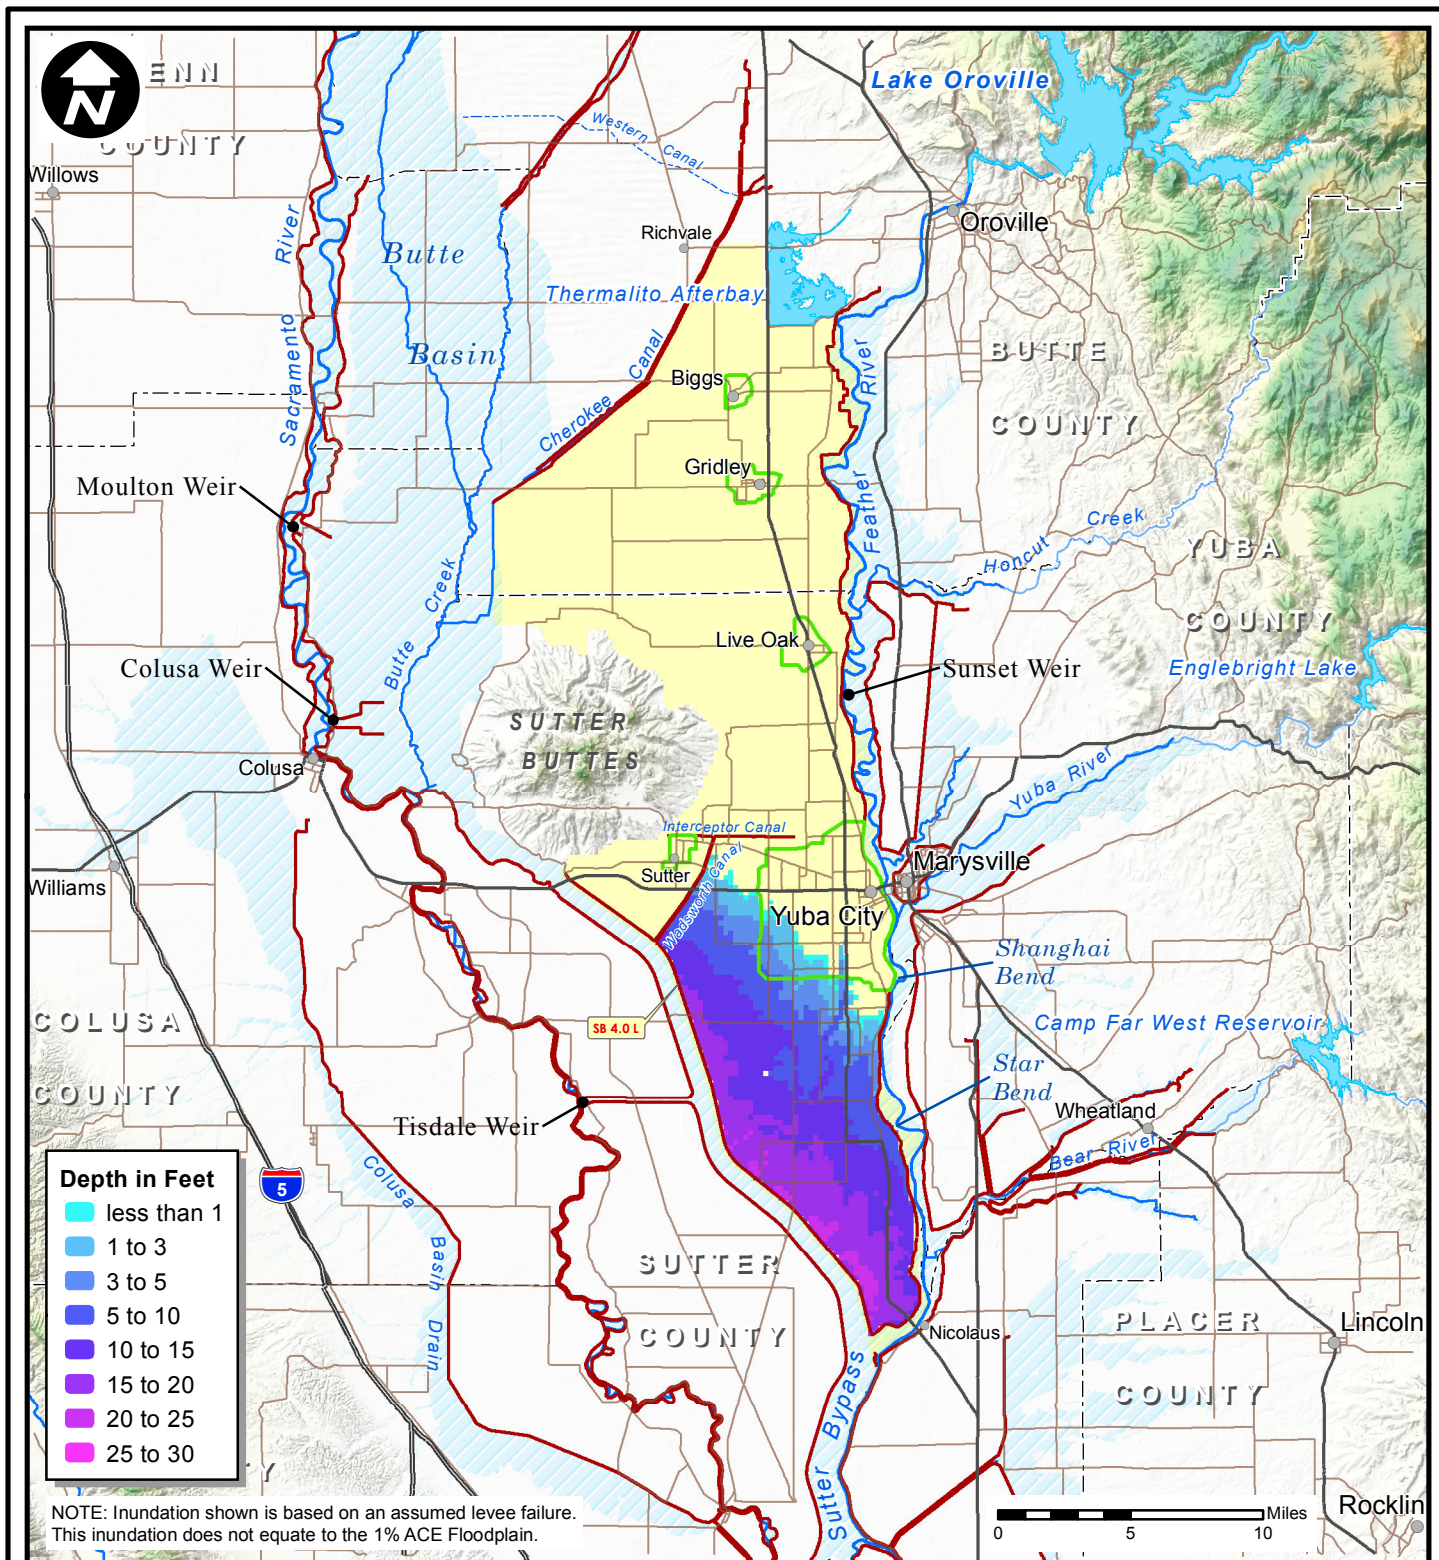 N
ENN
COUNTY
Willows
Sacramento River
Butte
Basin
Western Canal
Richvale
Thermalito Afterbay
Lake Oroville
Oroville
Cherokee Canal
Biggs
Gridley
Feather River
BUTTE
COUNTY
Honcut Creek
YUBA
COUNTY
Moulton Weir
Butte Creek
Colusa Weir
Live Oak
Sunset Weir
Englebright Lake
SUTTER
BUTTES
Colusa
Yuba River
Interceptor Canal
Wadsworth Canal
Sutter
Marysville
Yuba City
Williams
Shanghai
Bend
COLUSA
COUNTY
SB 4.0 L
Camp Far West Reservoir
Star
Bend
Wheatland
Bear River
Tisdale Weir
Colusa Basin Drain
5
SUTTER
COUNTY
Nicolaus
PLACER
COUNTY
Lincoln
Sutter Bypass
Rocklin
Depth in Feet
less than 1
1 to 3
3 to 5
5 to 10
10 to 15
15 to 20
20 to 25
25 to 30
Y
NOTE: Inundation shown is based on an assumed levee failure.
This inundation does not equate to the 1% ACE Floodplain.
Miles
0 5 10